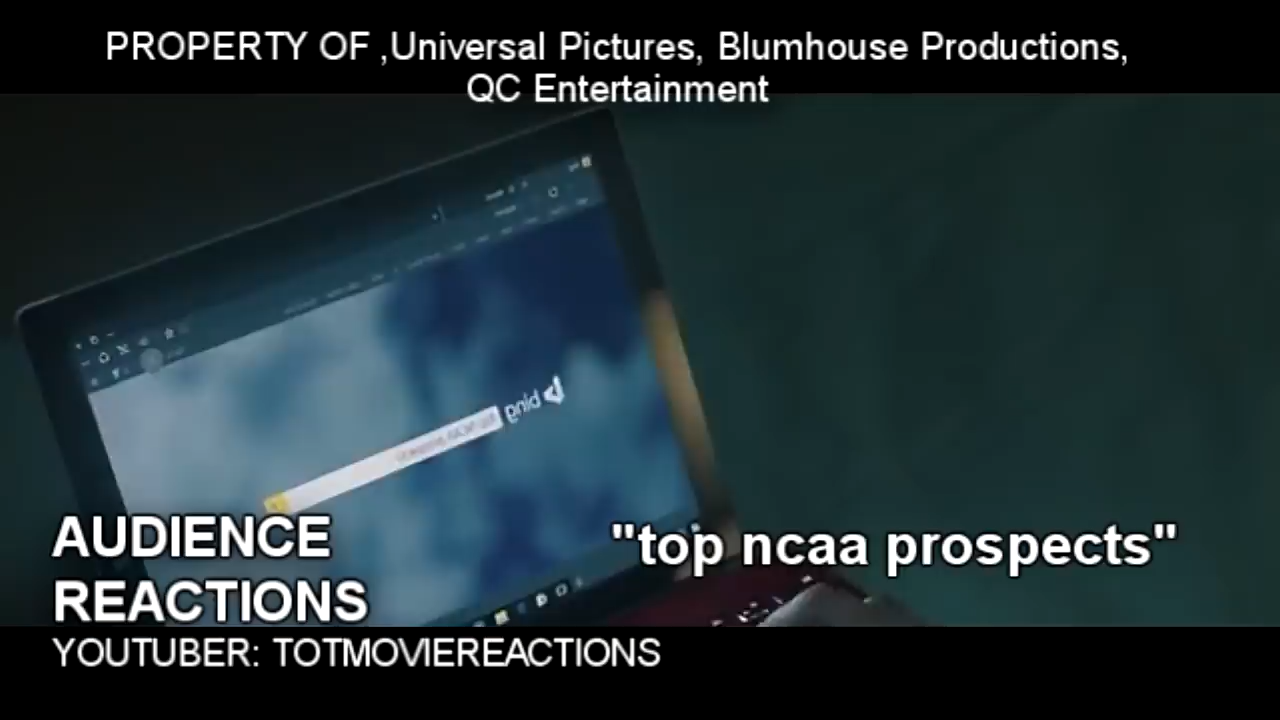 PROPERTY OF ,Universal Pictures, Blumhouse Productions,
QC Entertainment
bing
"top ncaa prospects"
AUDIENCE
REACTIONS
YOUTUBER: TOTMOVIEREACTIONS